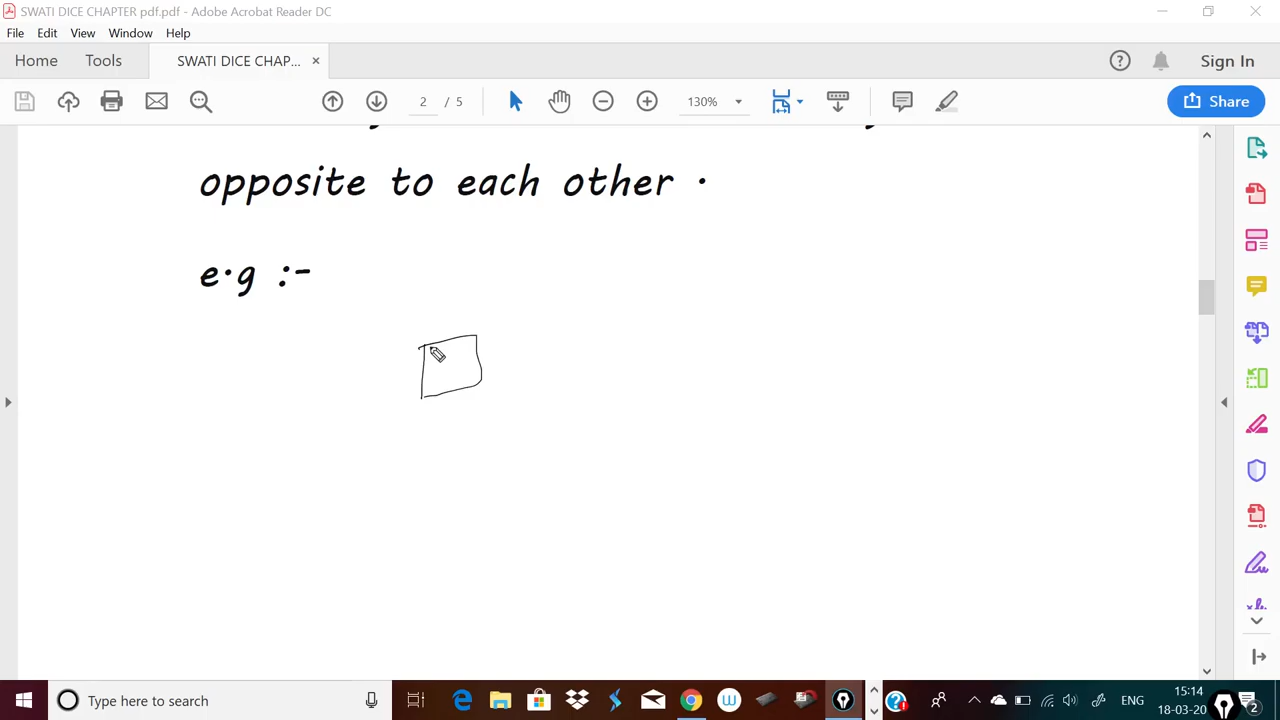 SWATI DICE CHAPTER pdf.pdf - Adobe Acrobat Reader DC
File Edit View Window Help
Home Tools SWATI DICE CHAP... × Sign In
2 / 5 130% Share
opposite to each other .
e.g :-
Type here to search
ENG
15:14
18-03-20
2